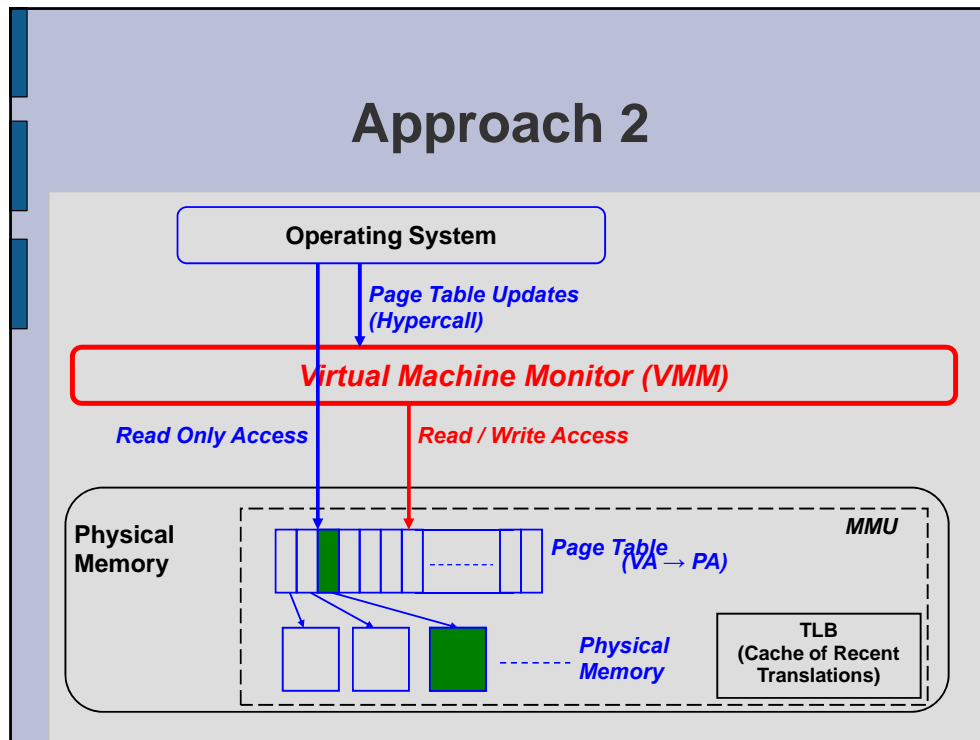 Approach 2
Operating System
Page Table Updates
(Hypercall)
Virtual Machine Monitor (VMM)
Read Only Access
Read / Write Access
Physical
Memory
MMU
Page Table
(VA → PA)
Physical
Memory
TLB
(Cache of Recent
Translations)